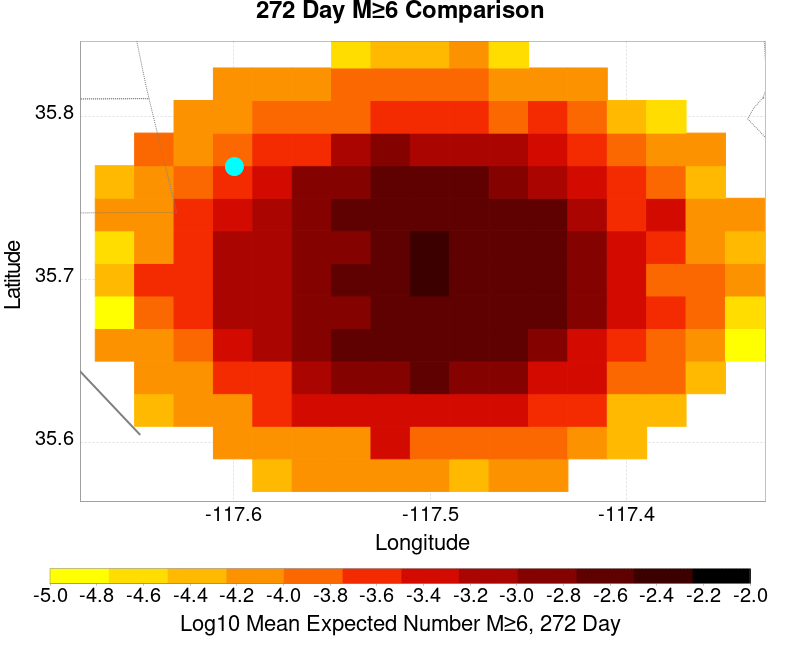 272 Day M≥6 Comparison
35.8
35.7
35.6
Latitude
-117.6 -117.5 -117.4
Longitude
-5.0 -4.8 -4.6 -4.4 -4.2 -4.0 -3.8 -3.6 -3.4 -3.2 -3.0 -2.8 -2.6 -2.4 -2.2 -2.0
Log10 Mean Expected Number M≥6, 272 Day